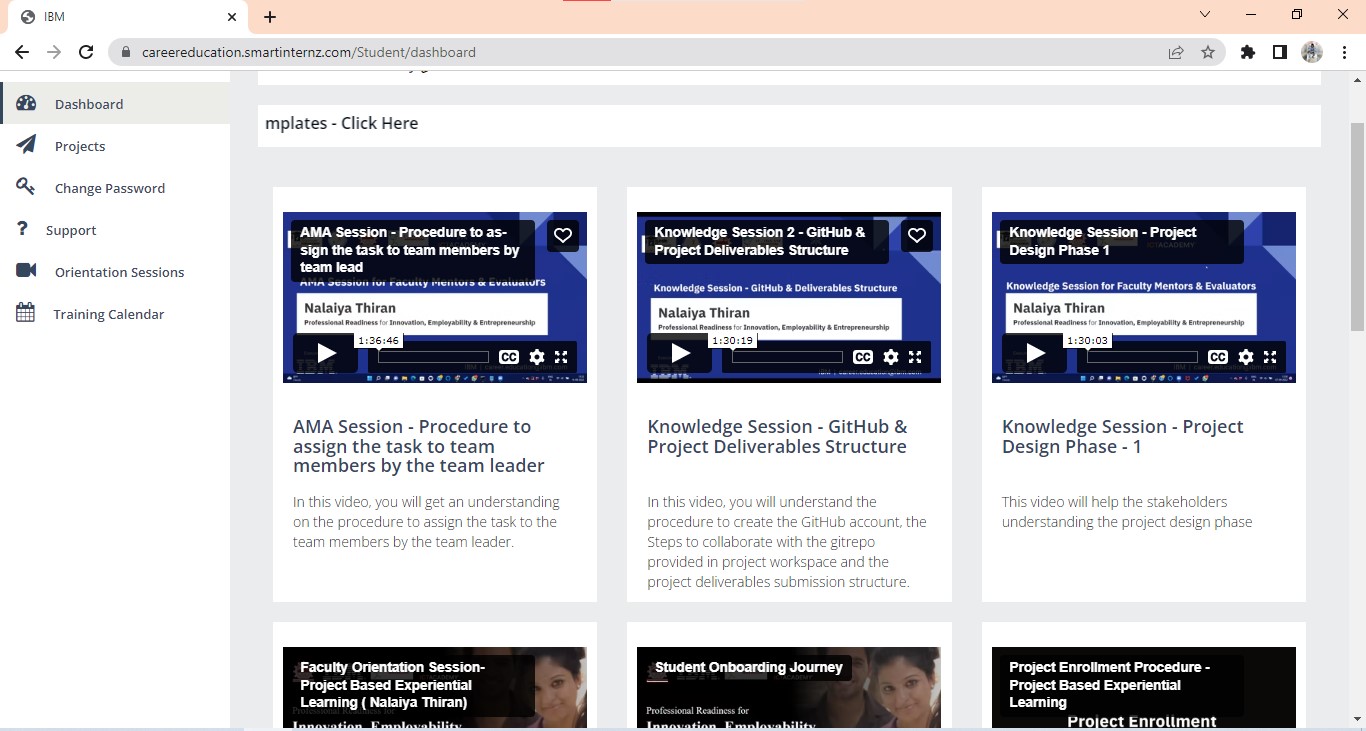 IBM
careereducation.smartinternz.com/Student/dashboard
Dashboard
Projects
Change Password
Support
Orientation Sessions
Training Calendar
mplates - Click Here
AMA Session - Procedure to as-
sign the task to team members by
team lead
AMA Session for Faculty Mentors & Evaluators
Nalaiya Thiran
Professional Readiness for Innovation, Employability & Entrepreneurship
1:36:46
CC
AMA Session - Procedure to
assign the task to team
members by the team leader
In this video, you will get an understanding
on the procedure to assign the task to the
team members by the team leader.
Knowledge Session 2 - GitHub &
Project Deliverables Structure
Knowledge Session - GitHub & Deliverables Structure
Nalaiya Thiran
Professional Readiness for Innovation, Employability & Entrepreneurship
1:30:19
CC
Knowledge Session - GitHub &
Project Deliverables Structure
In this video, you will understand the
procedure to create the GitHub account, the
Steps to collaborate with the gitrepo
provided in project workspace and the
project deliverables submission structure.
Knowledge Session - Project
Design Phase 1
Knowledge Session for Faculty Mentors & Evaluators
Nalaiya Thiran
Professional Readiness for Innovation, Employability & Entrepreneurship
1:30:03
CC
Knowledge Session - Project
Design Phase - 1
This video will help the stakeholders
understanding the project design phase
Faculty Orientation Session-
Project Based Experiential
Learning ( Nalaiya Thiran)
Professional Readiness for
Innovation, Employability
Student Onboarding Journey
Professional Readiness for
Innovation, Employability
Project Enrollment Procedure -
Project Based Experiential
Learning
Project Enrollment